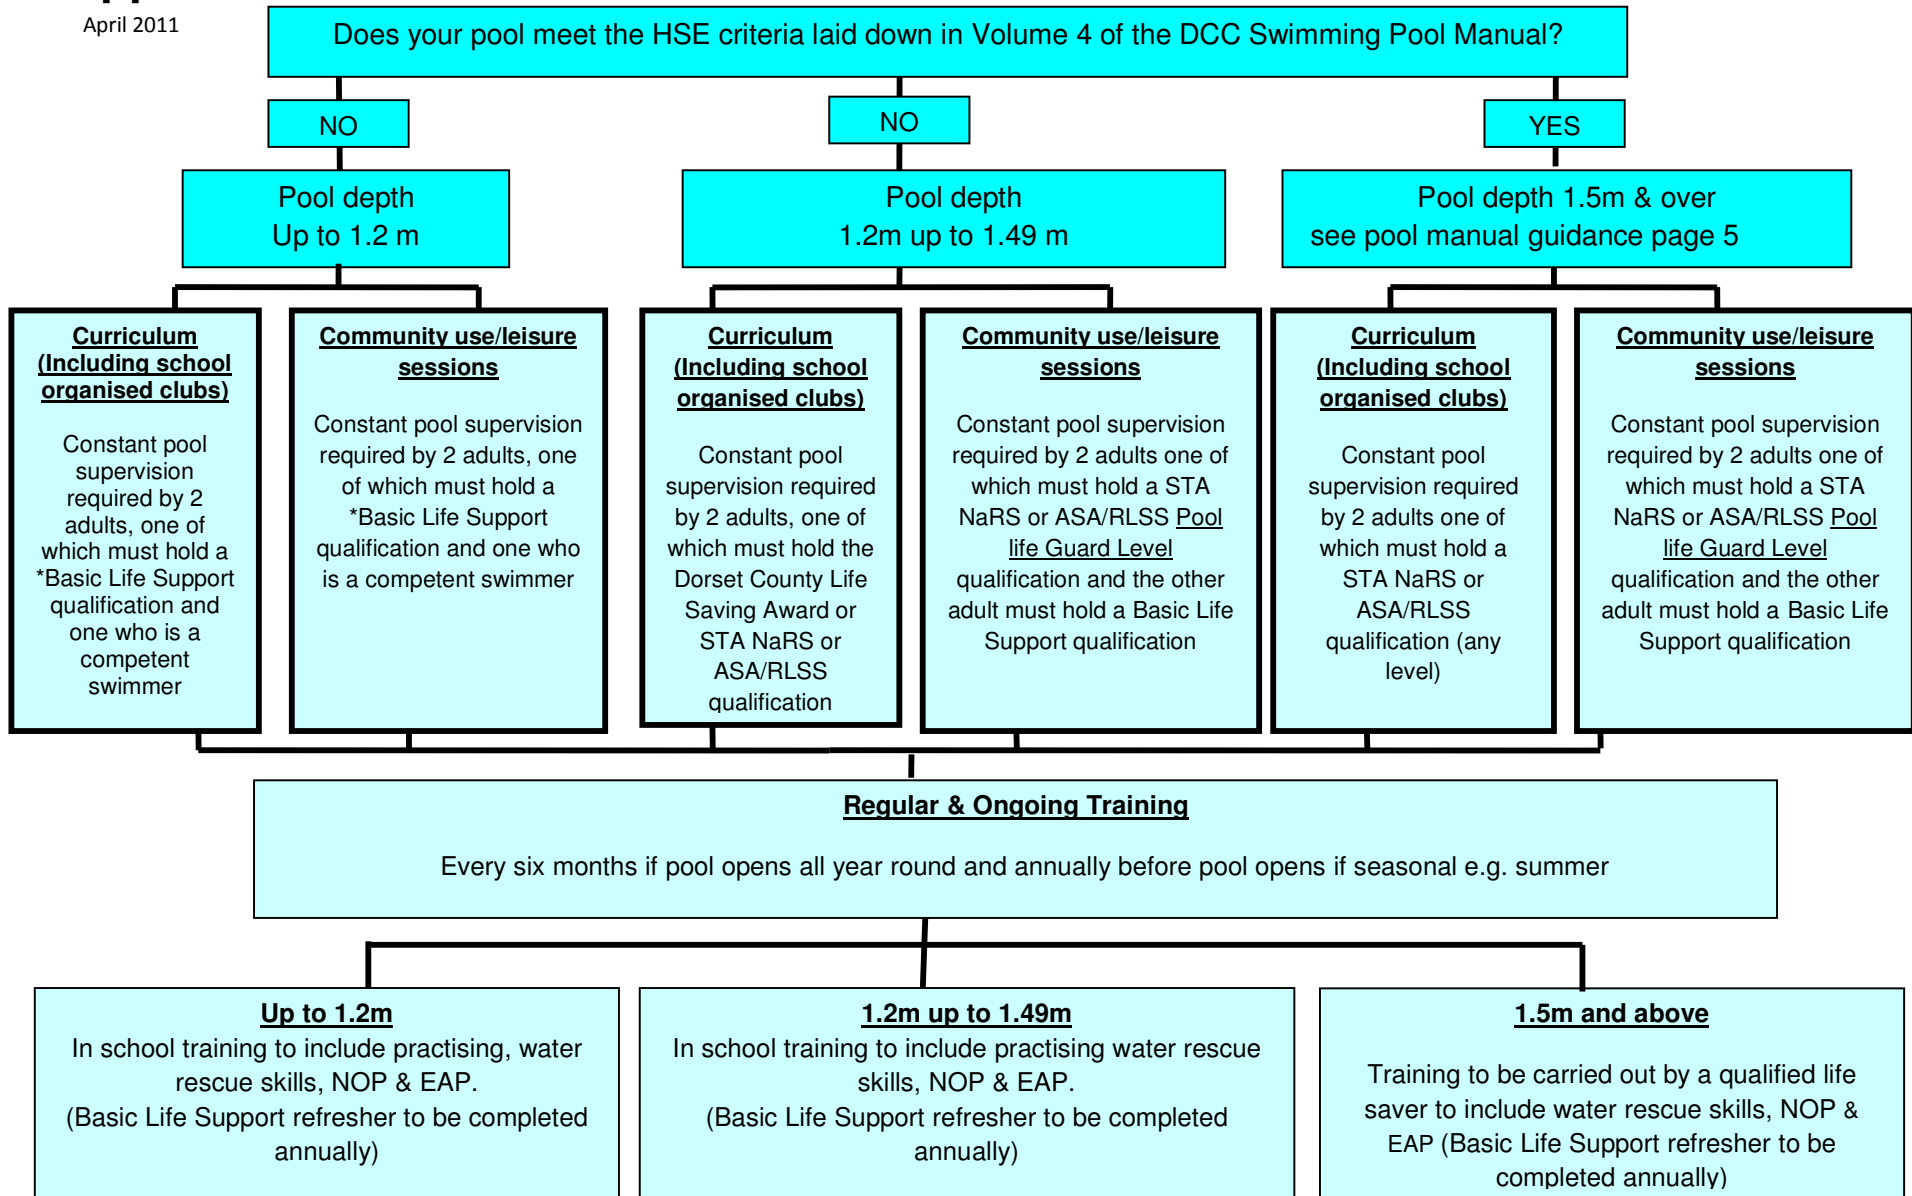 April 2011
Does your pool meet the HSE criteria laid down in Volume 4 of the DCC Swimming Pool Manual?
NO
NO
YES
Pool depth
Up to 1.2 m
Pool depth
1.2m up to 1.49 m
Pool depth 1.5m & over
see pool manual guidance page 5
Curriculum
(Including school
organised clubs)
Constant pool
supervision
required by 2
adults, one of
which must hold a
*Basic Life Support
qualification and
one who is a
competent
swimmer
Community use/leisure
sessions
Constant pool supervision
required by 2 adults, one
of which must hold a
*Basic Life Support
qualification and one who
is a competent swimmer
Curriculum
(Including school
organised clubs)
Constant pool
supervision required
by 2 adults, one of
which must hold the
Dorset County Life
Saving Award or
STA NaRS or
ASA/RLSS
qualification
Community use/leisure
sessions
Constant pool supervision
required by 2 adults one of
which must hold a STA
NaRS or ASA/RLSS Pool
life Guard Level
qualification and the other
adult must hold a Basic Life
Support qualification
Curriculum
(Including school
organised clubs)
Constant pool
supervision required
by 2 adults one of
which must hold a
STA NaRS or
ASA/RLSS
qualification (any
level)
Community use/leisure
sessions
Constant pool supervision
required by 2 adults one of
which must hold a STA
NaRS or ASA/RLSS Pool
life Guard Level
qualification and the other
adult must hold a Basic Life
Support qualification
Regular & Ongoing Training
Every six months if pool opens all year round and annually before pool opens if seasonal e.g. summer
Up to 1.2m
In school training to include practising, water
rescue skills, NOP & EAP.
(Basic Life Support refresher to be completed
annually)
1.2m up to 1.49m
In school training to include practising water rescue
skills, NOP & EAP.
(Basic Life Support refresher to be completed
annually)
1.5m and above
Training to be carried out by a qualified life
saver to include water rescue skills, NOP &
EAP (Basic Life Support refresher to be
completed annually)